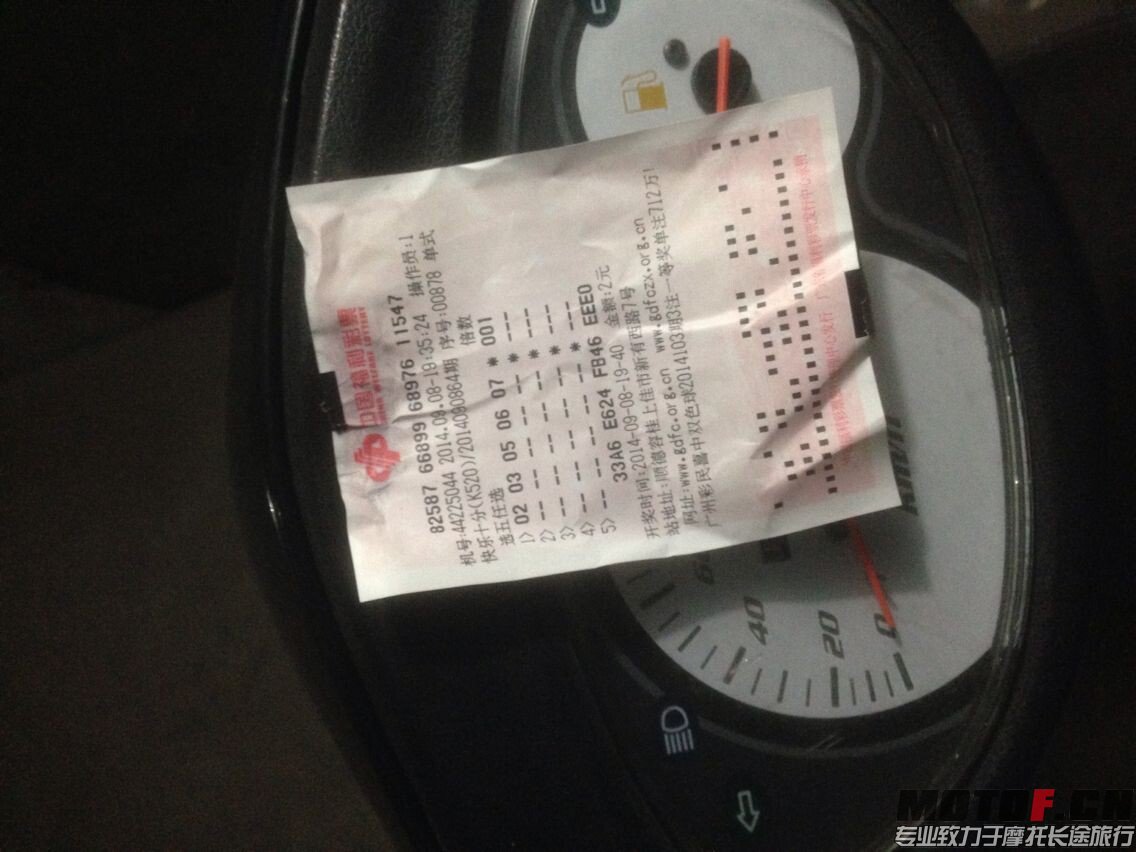 中国福利彩票
CHINA WELFARE LOTTERY
82587 66899 68976 11547
机号:44225044 2014.09.08-19:35:24 操作员:1
快乐十分(K520)/2014090864期 序号:00878 单式
选五任选 倍数
1> 02 03 05 06 07 * 001
2> -- -- -- -- -- * ---
3> -- -- -- -- -- * ---
4> -- -- -- -- -- * ---
5> -- -- -- -- -- * ---
33A6 E624 FB46 EEE0
开奖时间:2014-09-08-19-40 金额:2元
站地址:顺德容桂上佳市新有西路7号
网址:www.gdfc.org.cn www.gdfczx.org.cn
广州彩民喜中双色球2014103期3注一等奖单注712万!
0
20
40
km/h
MOTOF.CN
专业致力于摩托长途旅行